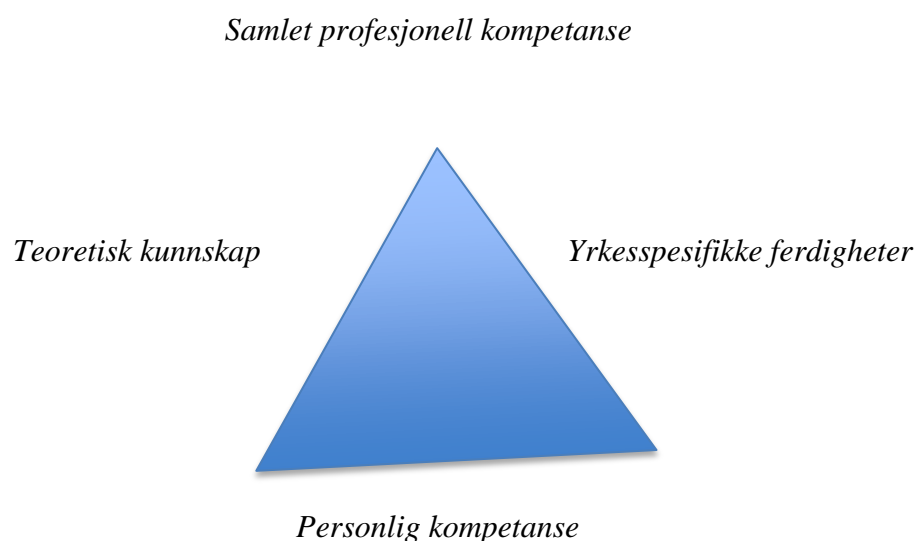 Samlet profesjonell kompetanse
Teoretisk kunnskap
Yrkesspesifikke ferdigheter
Personlig kompetanse